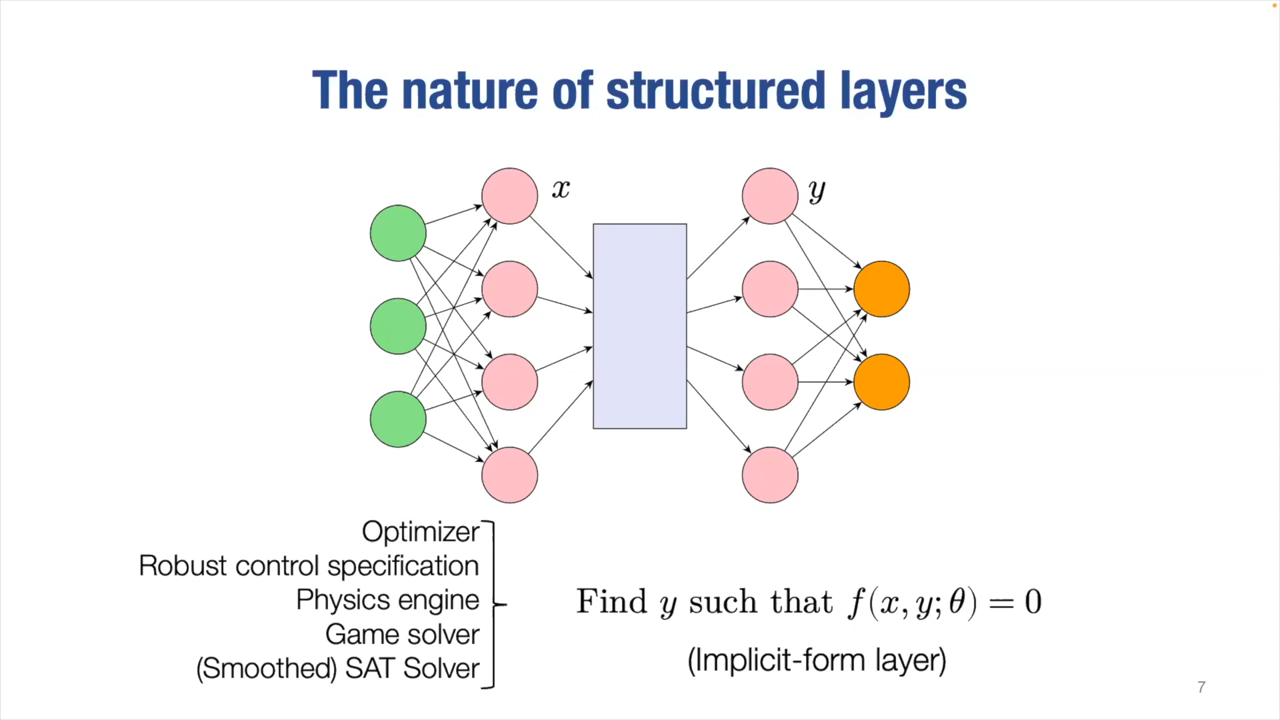 The nature of structured layers
x
y
Optimizer
Robust control specification
Physics engine
Game solver
(Smoothed) SAT Solver
Find y such that f(x, y; θ) = 0
(Implicit-form layer)
7